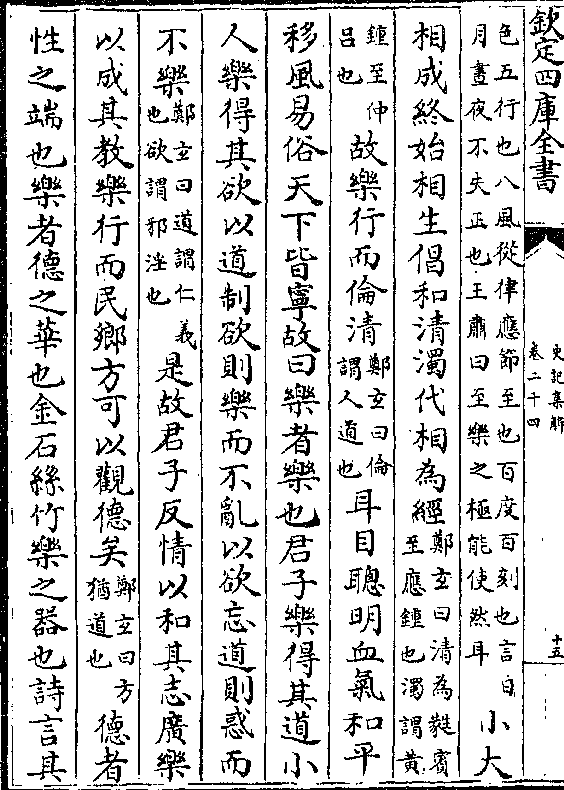 欽定四庫全書
史記集解
卷二十四
十五
色五行也八風從律應節至也百度百刻也言日
月晝夜不失正也王肅曰至樂之極能使然耳
小大
相成終始相生倡和清濁代相為經
鄭玄曰清為蕤賓
至應鍾也濁謂黃
鍾至仲
呂也
故樂行而倫清
鄭玄曰倫
謂人道也
耳目聰明血氣和平
移風易俗天下皆寧故曰樂者樂也君子樂得其道小
人樂得其欲以道制欲則樂而不亂以欲忘道則惑而
不樂
鄭玄曰道謂仁義
也欲謂邪淫也
是故君子反情以和其志廣樂
以成其教樂行而民鄉方可以觀德矣
鄭玄曰方
猶道也
德者
性之端也樂者德之華也金石絲竹樂之器也詩言其